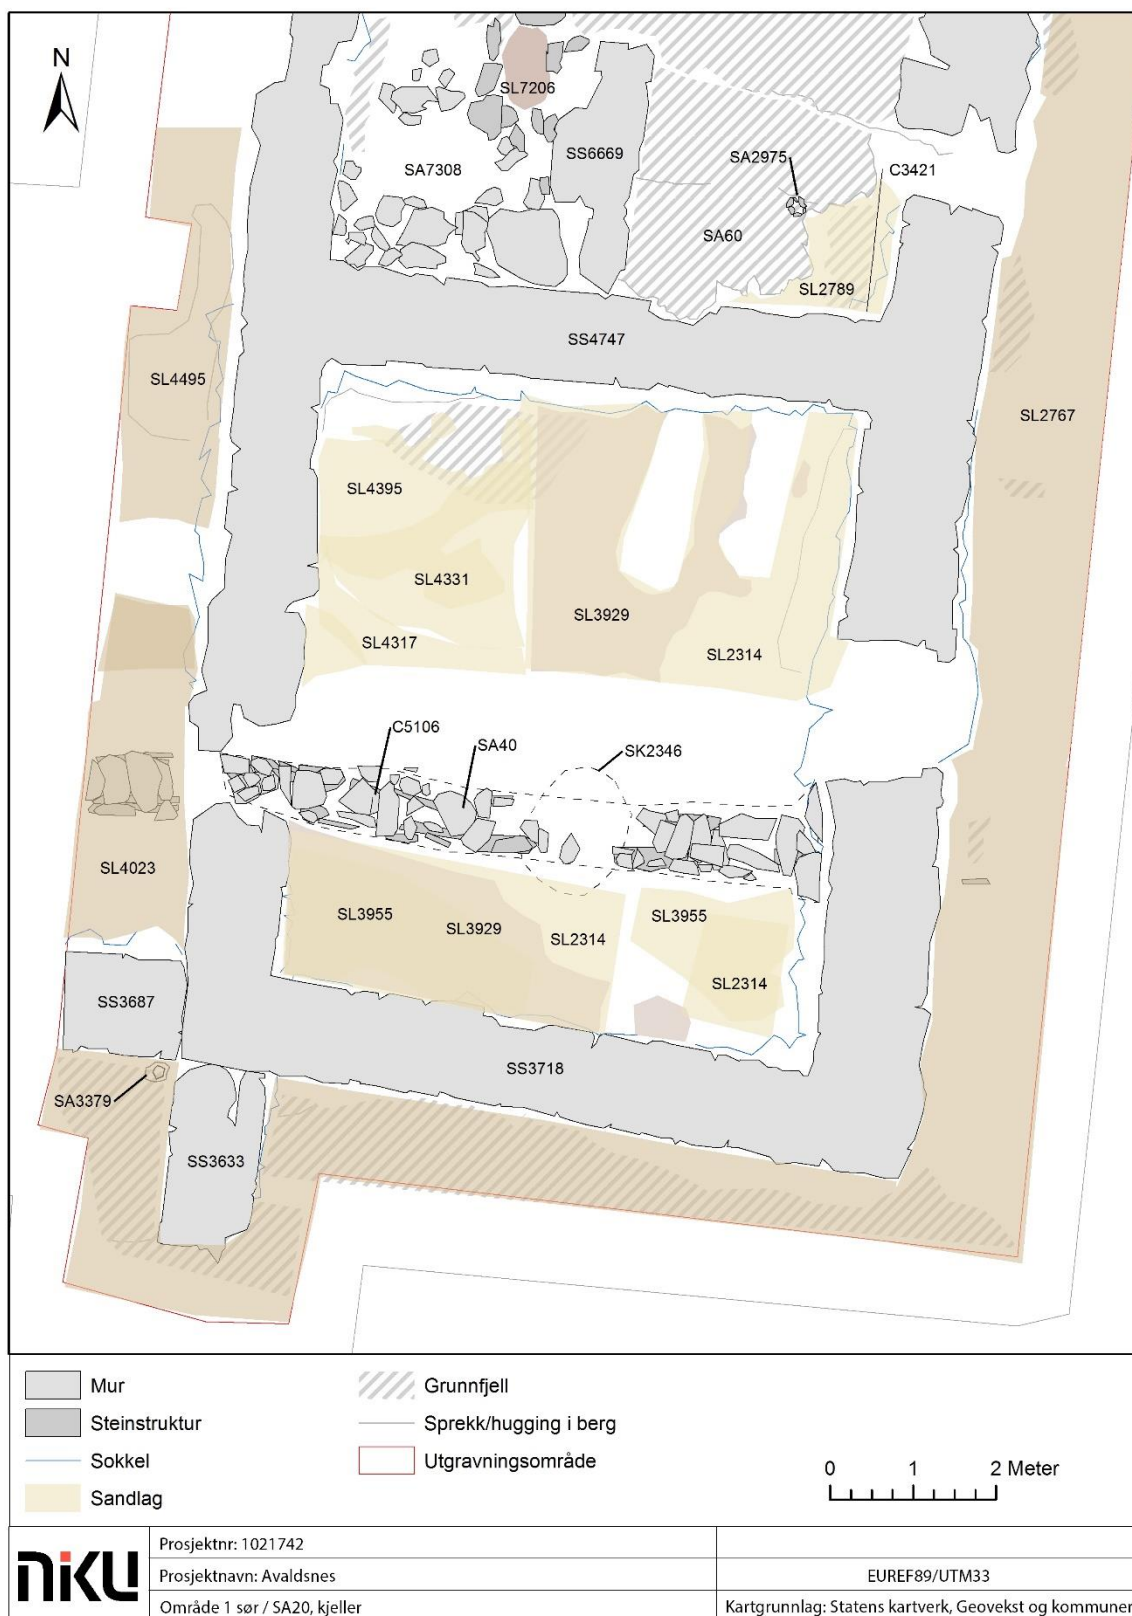 N
SL7206
SS6669
SA7308
SA2975
C3421
SA60
SL2789
SS4747
SL4495
SL2767
SL4395
SL4331
SL3929
SL4317
SL2314
C5106
SA40
SK2346
SL4023
SL3955
SL3929
SL2314
SL3955
SL2314
SS3687
SS3718
SA3379
SS3633
Mur
Steinstruktur
Sokkel
Sandlag
Grunnfjell
Sprekk/hugging i berg
Utgravningsområde
0 1 2 Meter
NIKU
Prosjektnr: 1021742
Prosjektnavn: Avaldsnes
EUREF89/UTM33
Område 1 sør / SA20, kjeller
Kartgrunnlag: Statens kartverk, Geovekst og kommuner